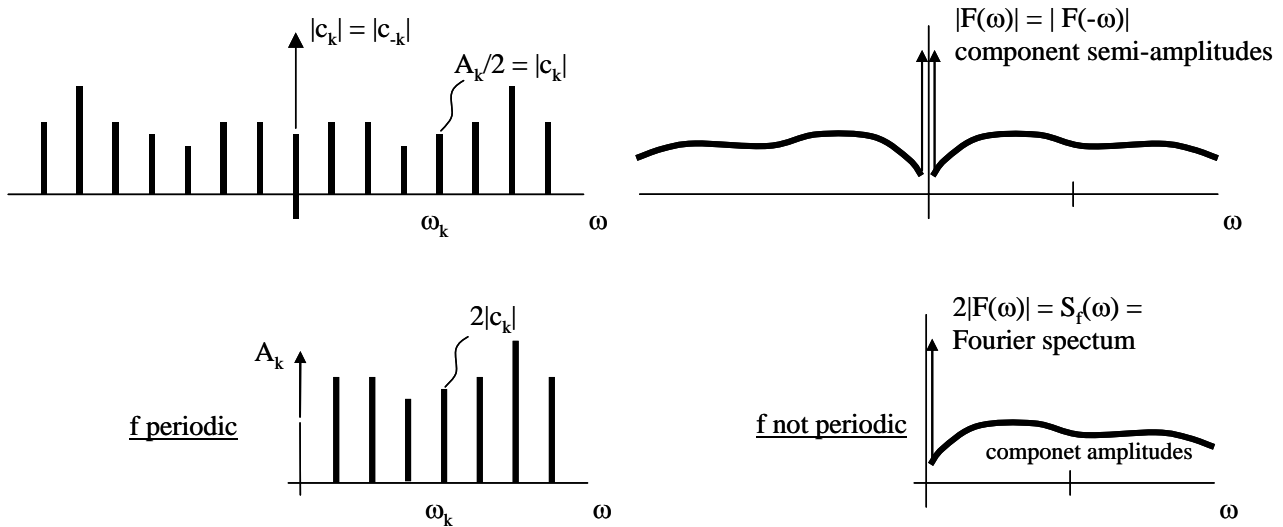 |c_k| = |c_-k|
A_k/2 = |c_k|
ω_k
ω
|F(ω)| = | F(-ω)|
component semi-amplitudes
ω
A_k
2|c_k|
f periodic
ω_k
ω
2|F(ω)| = S_f(ω) =
Fourier spectum
f not periodic
componet amplitudes
ω